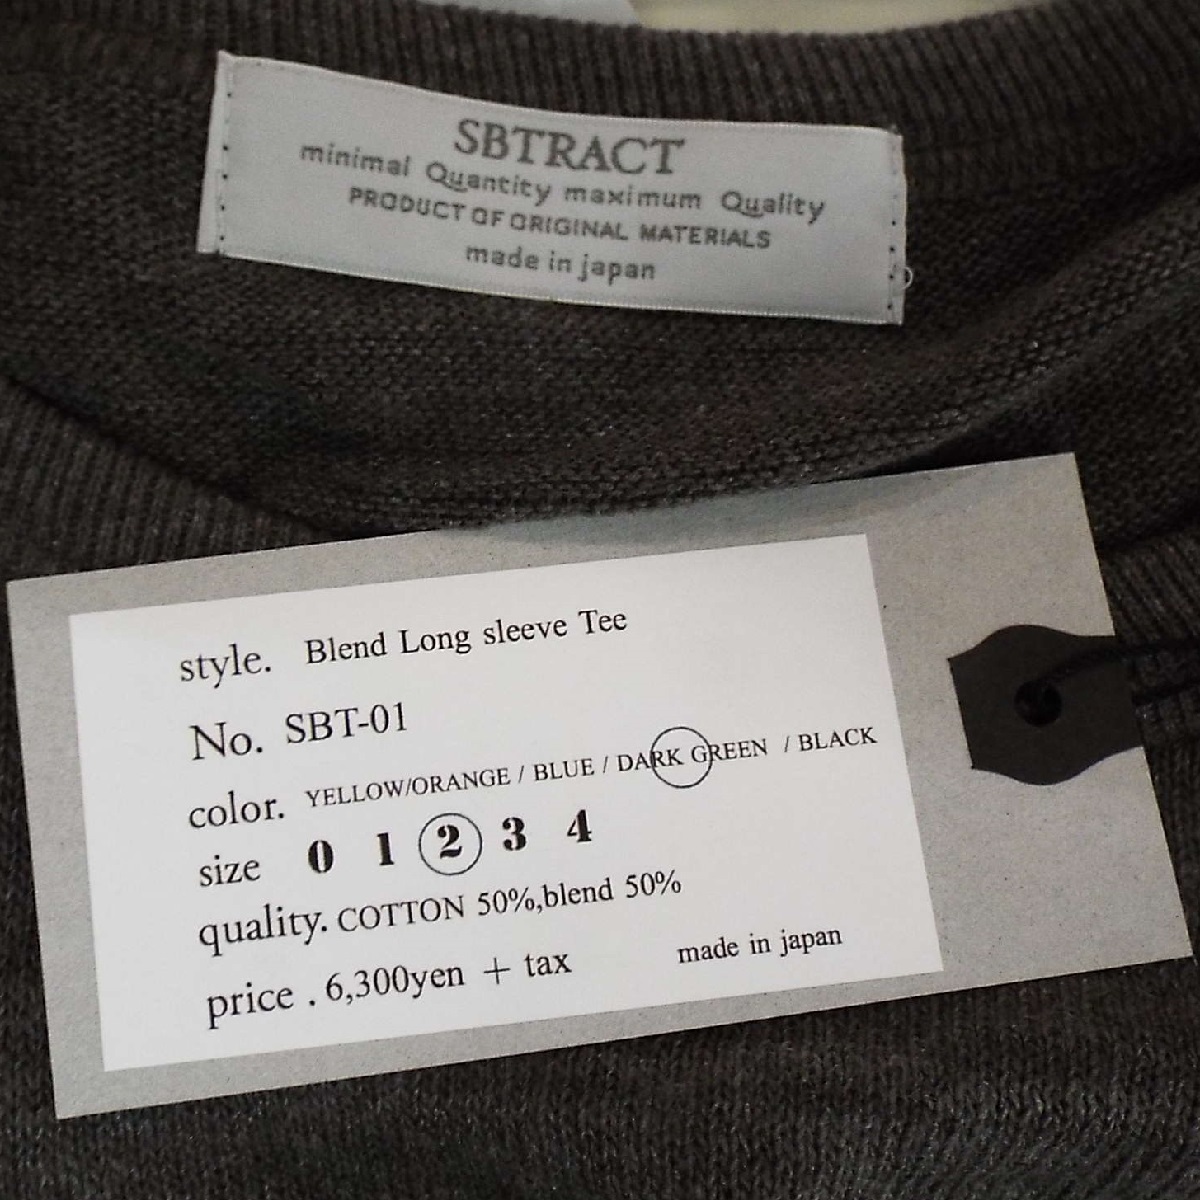 SBTRACT
minimal Quantity maximum Quality
PRODUCT OF ORIGINAL MATERIALS
made in japan
style. Blend Long sleeve Tee
No. SBT-01
color. YELLOW/ORANGE / BLUE / DARK GREEN / BLACK
size 0 1 2 3 4
quality. COTTON 50%,blend 50%
price . 6,300yen + tax made in japan